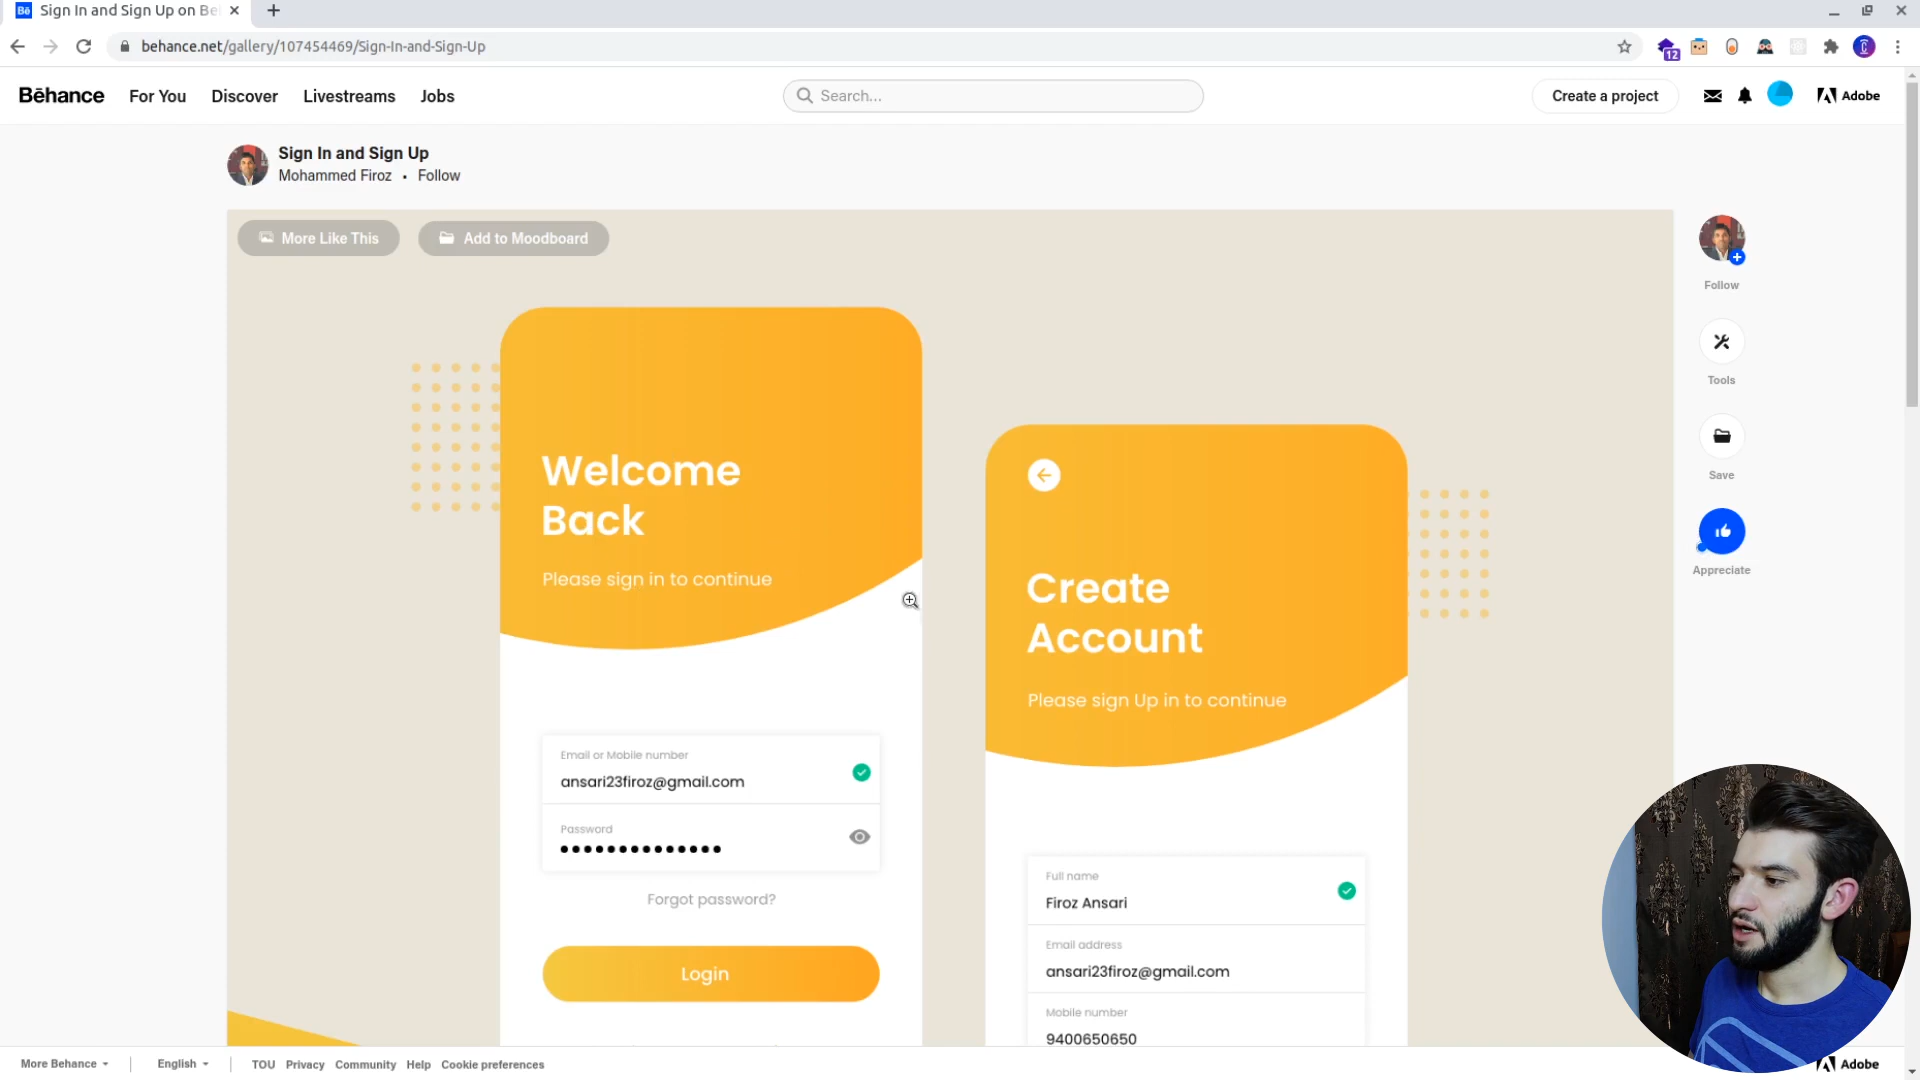 Bē Sign In and Sign Up on Be
behance.net/gallery/107454469/Sign-In-and-Sign-Up
12
Bēhance For You Discover Livestreams Jobs Search... Create a project Adobe
Sign In and Sign Up
Mohammed Firoz • Follow
More Like This Add to Moodboard
Follow
Tools
Save
Appreciate
Welcome
Back
Please sign in to continue
Email or Mobile number
ansari23firoz@gmail.com
Password
Forgot password?
Login
Create
Account
Please sign Up in to continue
Full name
Firoz Ansari
Email address
ansari23firoz@gmail.com
Mobile number
9400650650
More Behance English TOU Privacy Community Help Cookie preferences Adobe